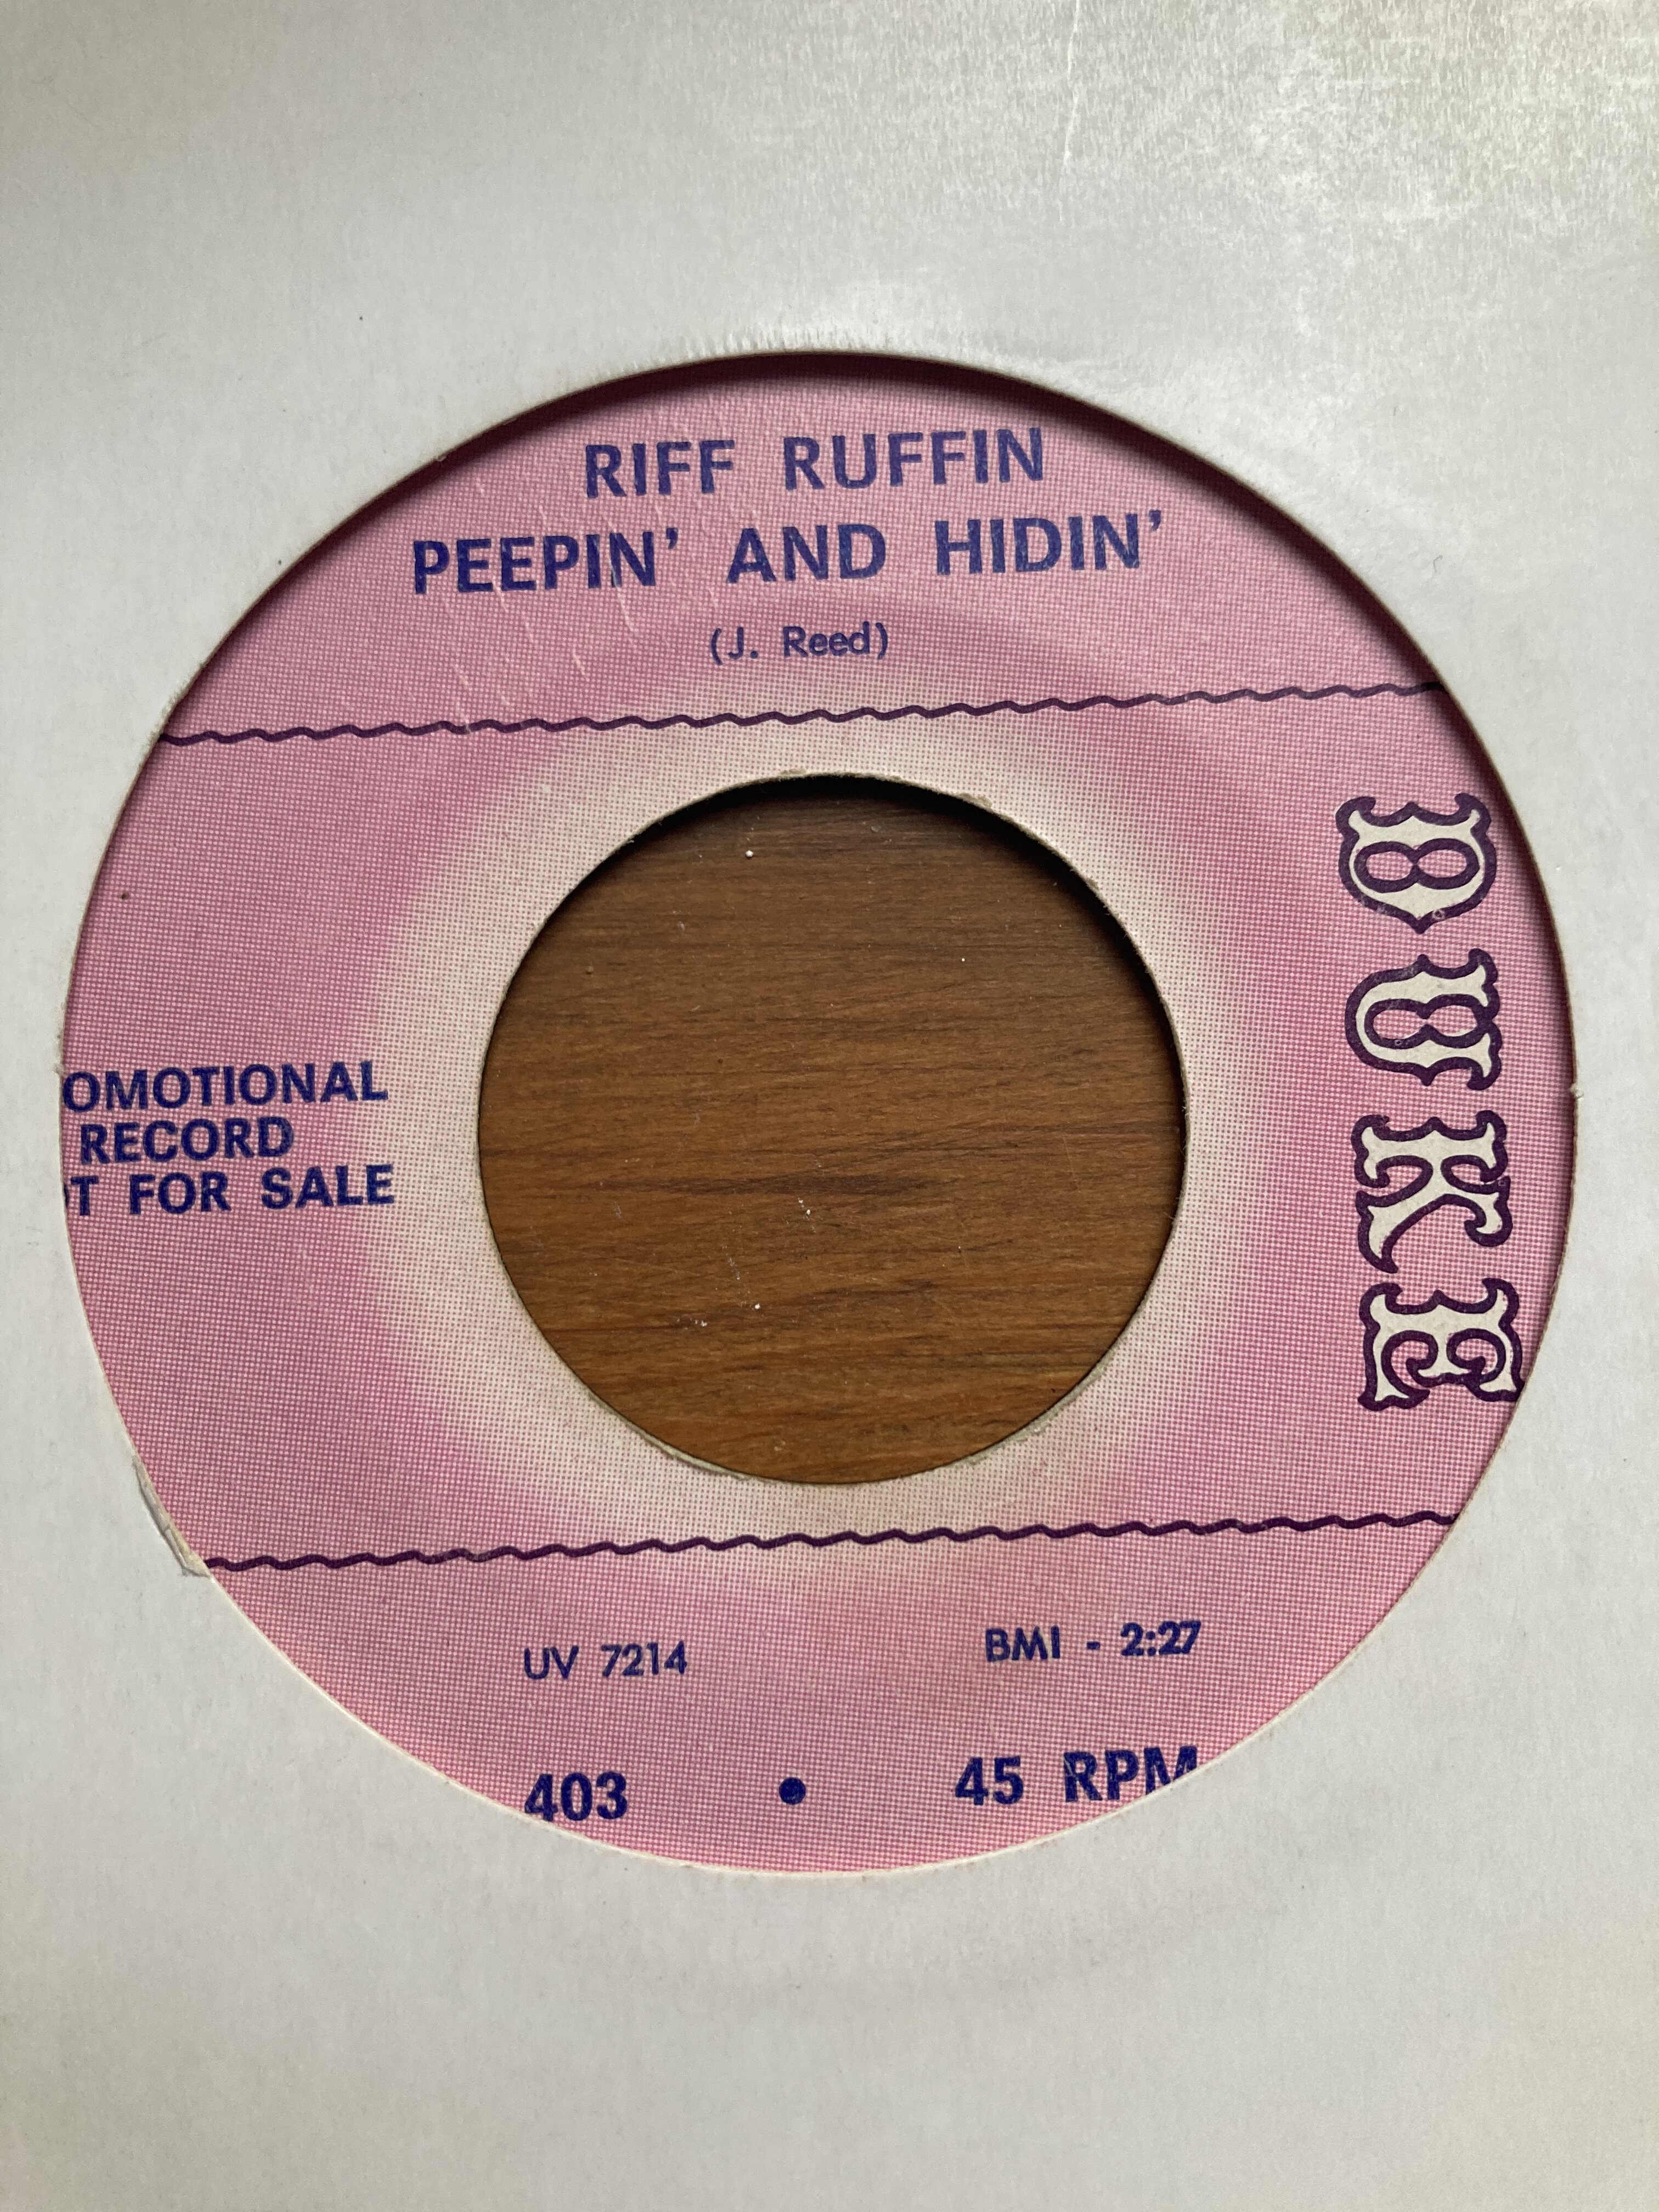 RIFF RUFFIN
PEEPIN' AND HIDIN'
(J. Reed)
DUKE
OMOTIONAL
RECORD
OT FOR SALE
UV 7214 BMI - 2:27
403 • 45 RPM